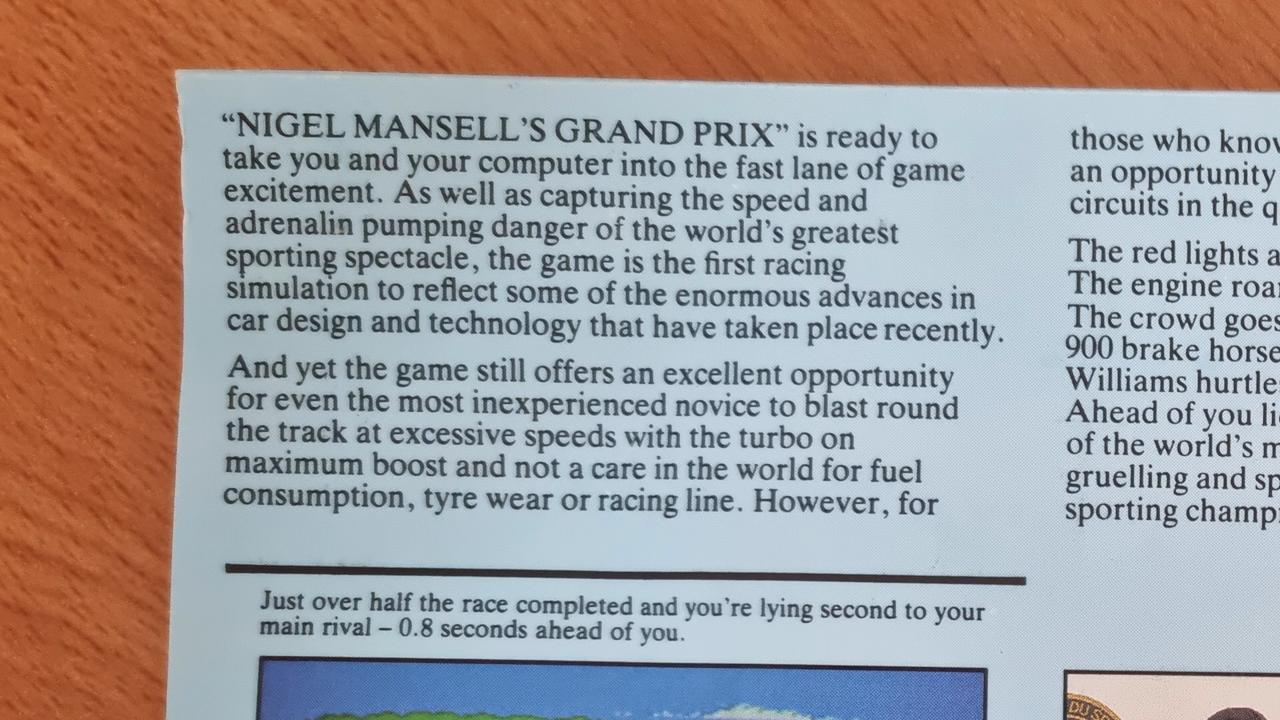 “NIGEL MANSELL’S GRAND PRIX” is ready to
take you and your computer into the fast lane of game
excitement. As well as capturing the speed and
adrenalin pumping danger of the world’s greatest
sporting spectacle, the game is the first racing
simulation to reflect some of the enormous advances in
car design and technology that have taken place recently.
And yet the game still offers an excellent opportunity
for even the most inexperienced novice to blast round
the track at excessive speeds with the turbo on
maximum boost and not a care in the world for fuel
consumption, tyre wear or racing line. However, for
Just over half the race completed and you’re lying second to your
main rival – 0.8 seconds ahead of you.
those who
an opportunity
circuits in the
The red lights
The engine
The crowd goes
900 brake
Williams
Ahead of you
of the world’s
gruelling and
sporting
DU